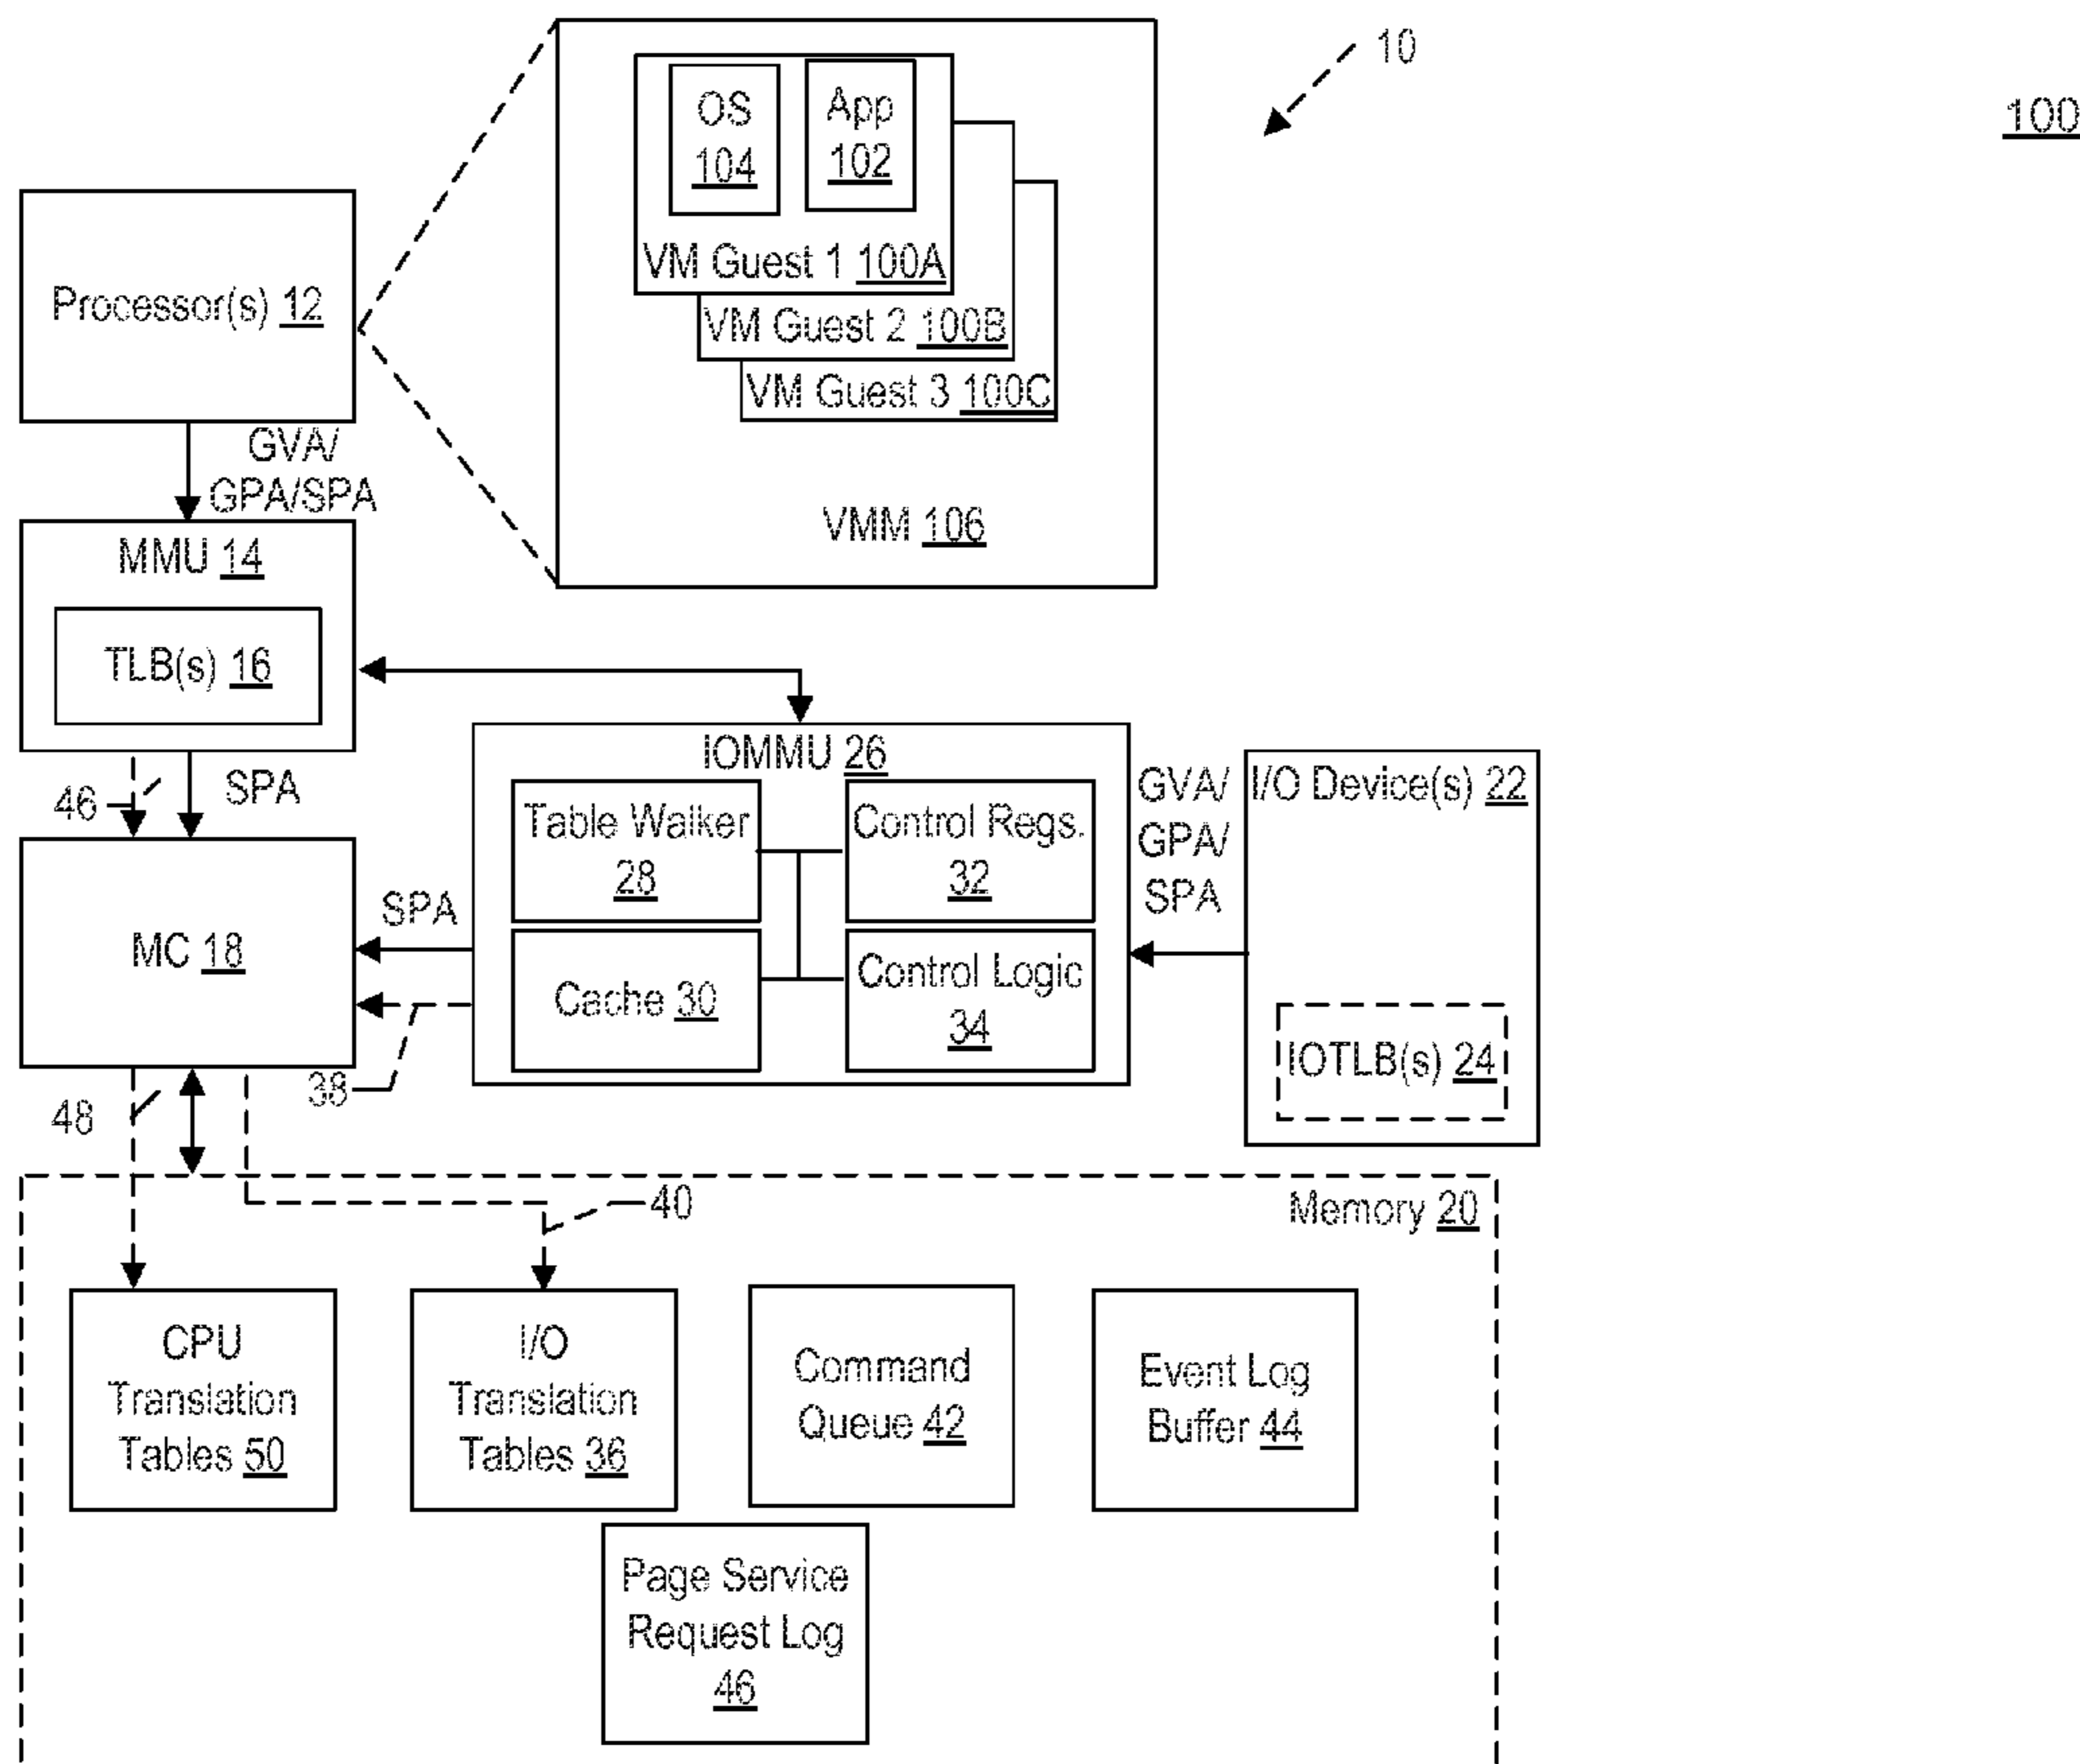 10
100
OS
104
App
102
VM Guest 1 100A
VM Guest 2 100B
VM Guest 3 100C
VMM 106
Processor(s) 12
GVA/
GPA/SPA
MMU 14
TLB(s) 16
46
SPA
MC 18
SPA
38
IOMMU 26
Table Walker
28
Control Regs.
32
Cache 30
Control Logic
34
GVA/
GPA/
SPA
I/O Device(s) 22
IOTLB(s) 24
48
40
Memory 20
CPU
Translation
Tables 50
I/O
Translation
Tables 36
Command
Queue 42
Event Log
Buffer 44
Page Service
Request Log
46